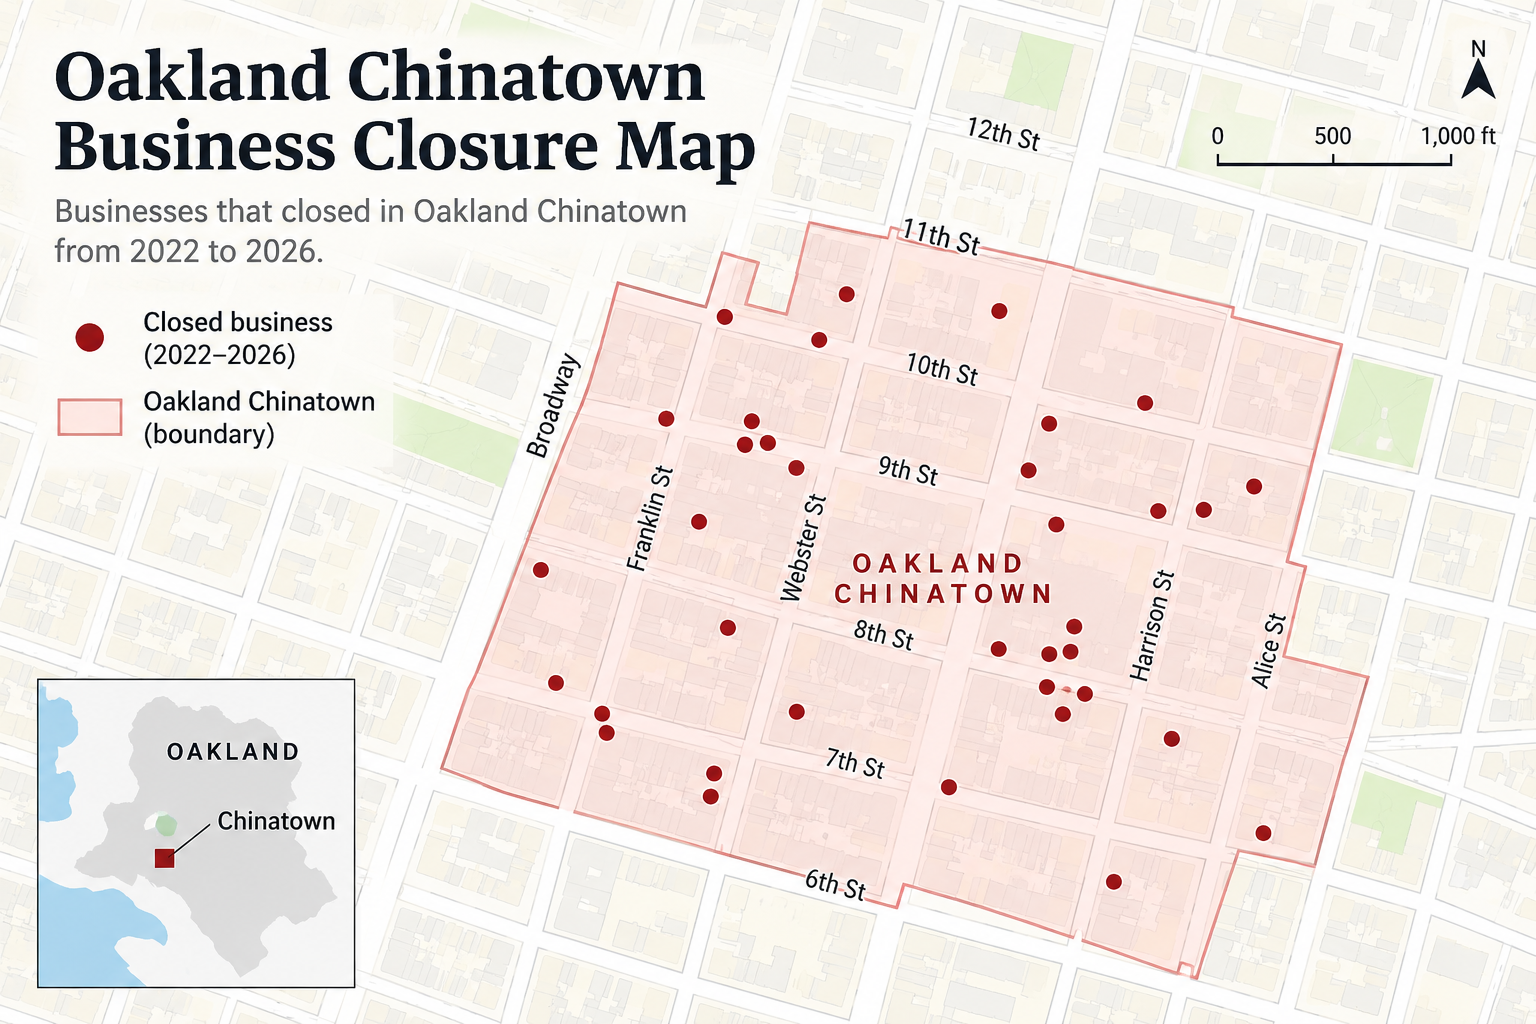 Oakland Chinatown
Business Closure Map
Businesses that closed in Oakland Chinatown
from 2022 to 2026.
Closed business
(2022–2026)
Oakland Chinatown
(boundary)
N
0 500 1,000 ft
12th St
11th St
10th St
9th St
8th St
7th St
6th St
Broadway
Franklin St
Webster St
Harrison St
Alice St
OAKLAND
CHINATOWN
OAKLAND
Chinatown